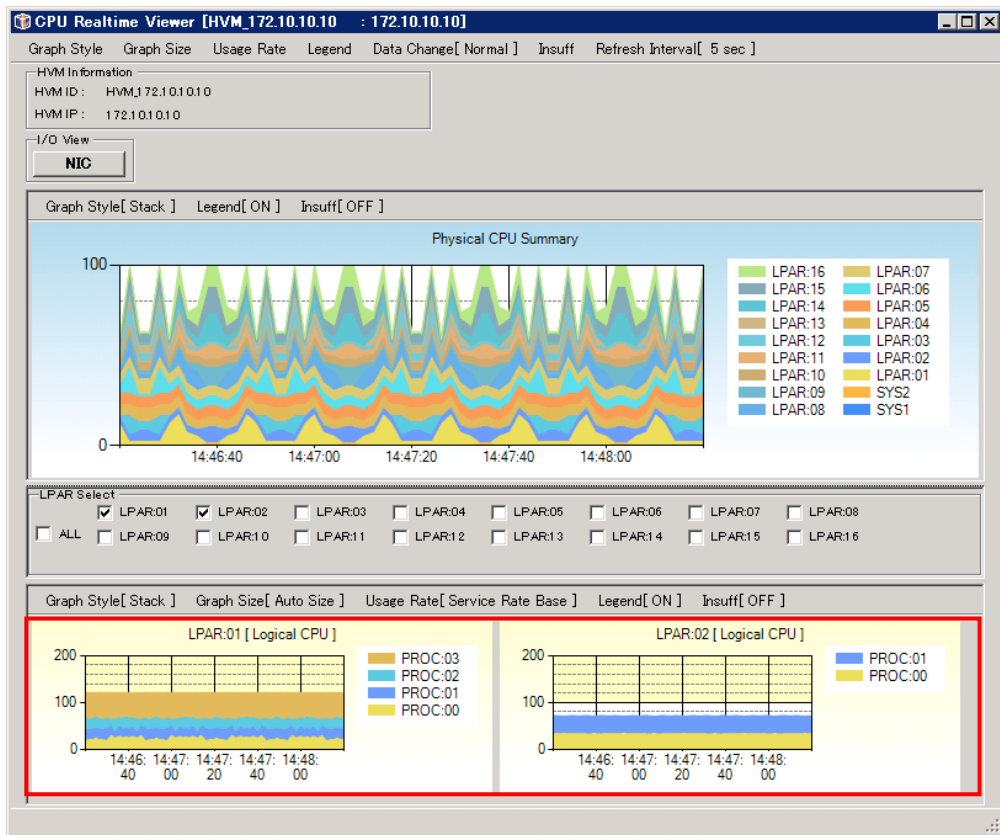 CPU Realtime Viewer [HVM_172.10.10.10 : 172.10.10.10]
Graph Style Graph Size Usage Rate Legend Data Change[ Normal ] Insuff Refresh Interval[ 5 sec ]
HVM Information
HVM ID : HVM_172.10.10.10
HVM IP : 172.10.10.10
I/O View
NIC
Graph Style[ Stack ] Legend[ ON ] Insuff[ OFF ]
Physical CPU Summary
100
0
14:46:40 14:47:00 14:47:20 14:47:40 14:48:00
LPAR:16 LPAR:07
LPAR:15 LPAR:06
LPAR:14 LPAR:05
LPAR:13 LPAR:04
LPAR:12 LPAR:03
LPAR:11 LPAR:02
LPAR:10 LPAR:01
LPAR:09 SYS2
LPAR:08 SYS1
LPAR Select
LPAR:01 LPAR:02 LPAR:03 LPAR:04 LPAR:05 LPAR:06 LPAR:07 LPAR:08
ALL LPAR:09 LPAR:10 LPAR:11 LPAR:12 LPAR:13 LPAR:14 LPAR:15 LPAR:16
Graph Style[ Stack ] Graph Size[ Auto Size ] Usage Rate[ Service Rate Base ] Legend[ ON ] Insuff[ OFF ]
LPAR:01 [ Logical CPU ]
200
100
0
14:46: 14:47: 14:47: 14:47: 14:48:
40 00 20 40 00
PROC:03
PROC:02
PROC:01
PROC:00
LPAR:02 [ Logical CPU ]
200
100
0
14:46: 14:47: 14:47: 14:47: 14:48:
40 00 20 40 00
PROC:01
PROC:00